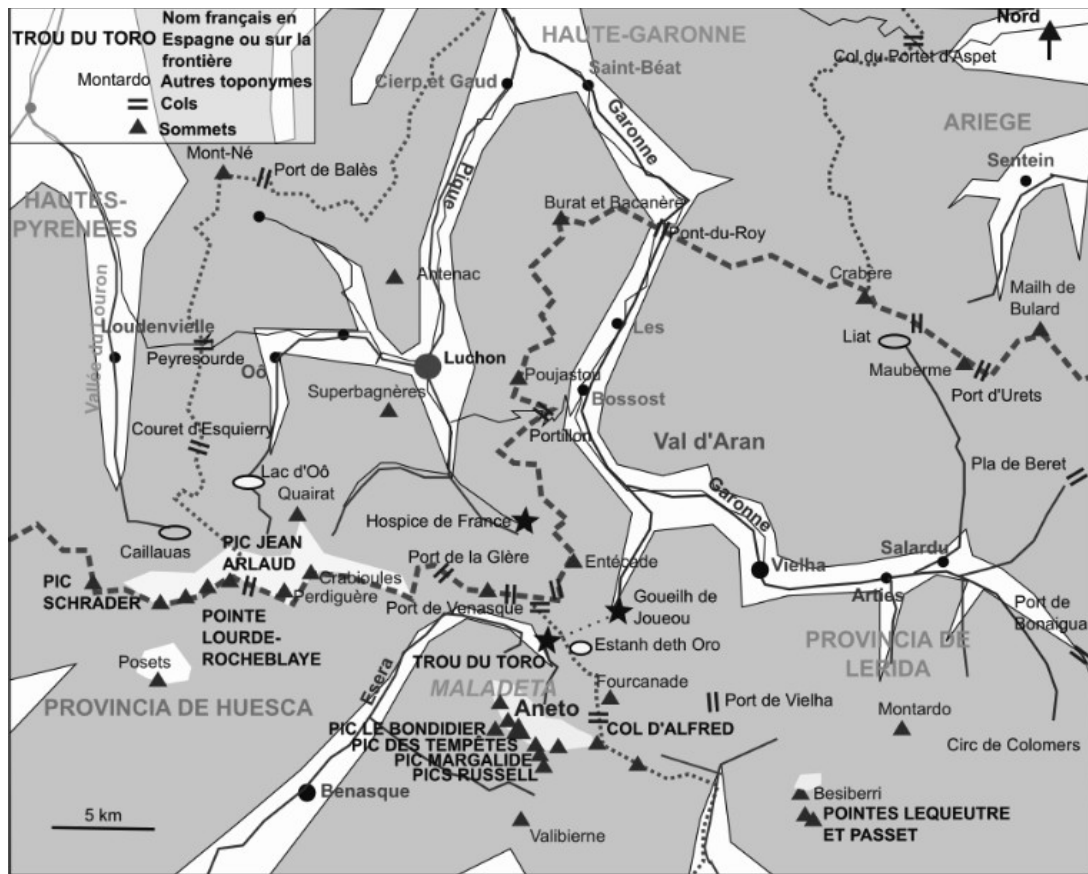 TROU DU TORO
Nom français en
Espagne ou sur la
frontière
Montardo
Autres toponymes
Cols
Sommets
Nord
HAUTE-GARONNE
Col du Portet d'Aspet
Cierp et Gaud
Saint-Béat
Garonne
ARIEGE
Sentein
Mont-Né
Port de Balès
Pique
HAUTES-
PYRENEES
Burat et Bacanère
Pont-du-Roy
Antenac
Crabère
Mailh de
Bulard
Vallée du Louron
Loudenvielle
Peyresourde
Oô
Luchon
Les
Liat
Mauberme
Port d'Urets
Superbagnères
Poujastou
Bossost
Portillon
Couret d'Esquierry
Val d'Aran
Pla de Beret
Lac d'Oô
Quairat
Garonne
Hospice de France
Caillauas
PIC JEAN
ARLAUD
Port de la Glère
Entécade
Vielha
Salardu
Arties
PIC
SCHRADER
Crabioules
Perdiguère
Port de Venasque
Goueilh de
Joueou
Port de
Bonaigua
POINTE
LOURDE-
ROCHEBLAYE
TROU DU TORO
Estanh deth Oro
PROVINCIA DE
LERIDA
Posets
Esera
MALADETA
Fourcanade
PROVINCIA DE HUESCA
Aneto
Port de Vielha
Montardo
PIC LE BONDIDIER
COL D'ALFRED
PIC DES TEMPÊTES
Circ de Colomers
PIC MARGALIDE
PICS RUSSELL
Benasque
Besiberri
5 km
Valibierne
POINTES LEQUEUTRE
ET PASSET